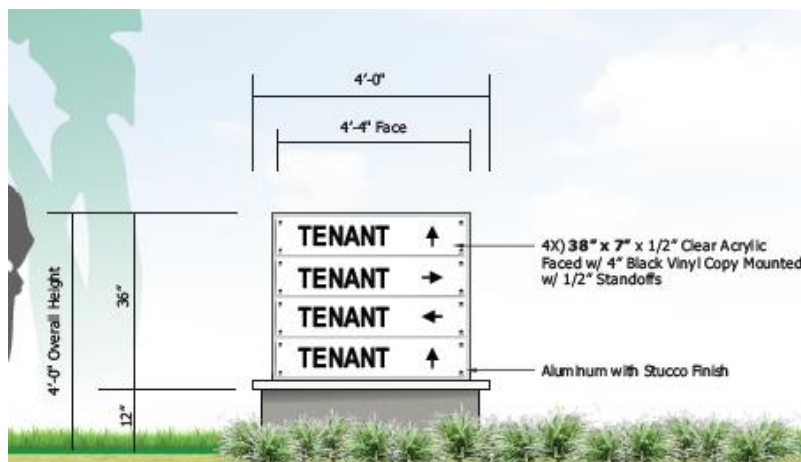 4'-0"
4'-4" Face
TENANT ↑
TENANT →
TENANT ←
TENANT ↑
4X) 38" x 7" x 1/2" Clear Acrylic
Faced w/ 4" Black Vinyl Copy Mounted
w/ 1/2" Standoffs
Aluminum with Stucco Finish
4'-0" Overall Height
36"
12"